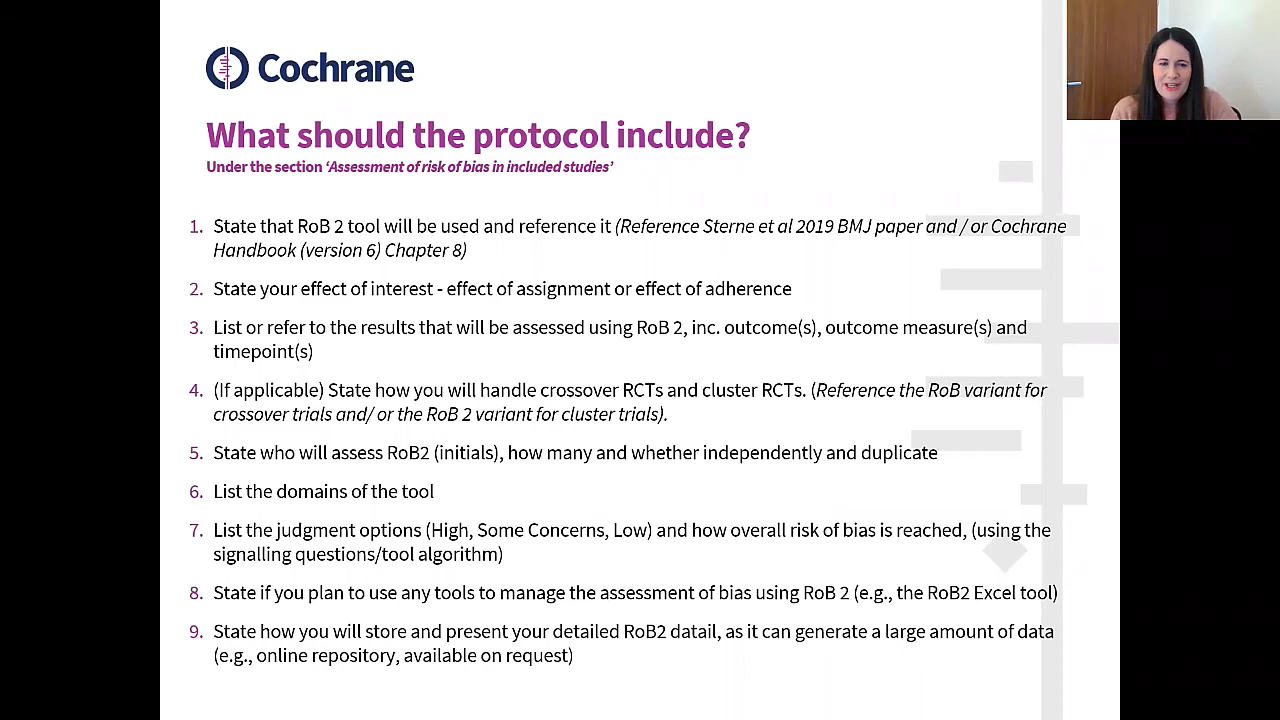 Cochrane
What should the protocol include?
Under the section ‘Assessment of risk of bias in included studies’
1. State that RoB 2 tool will be used and reference it (Reference Sterne et al 2019 BMJ paper and / or Cochrane
Handbook (version 6) Chapter 8)
2. State your effect of interest - effect of assignment or effect of adherence
3. List or refer to the results that will be assessed using RoB 2, inc. outcome(s), outcome measure(s) and
timepoint(s)
4. (If applicable) State how you will handle crossover RCTs and cluster RCTs. (Reference the RoB variant for
crossover trials and/ or the RoB 2 variant for cluster trials).
5. State who will assess RoB2 (initials), how many and whether independently and duplicate
6. List the domains of the tool
7. List the judgment options (High, Some Concerns, Low) and how overall risk of bias is reached, (using the
signalling questions/tool algorithm)
8. State if you plan to use any tools to manage the assessment of bias using RoB 2 (e.g., the RoB2 Excel tool)
9. State how you will store and present your detailed RoB2 datail, as it can generate a large amount of data
(e.g., online repository, available on request)